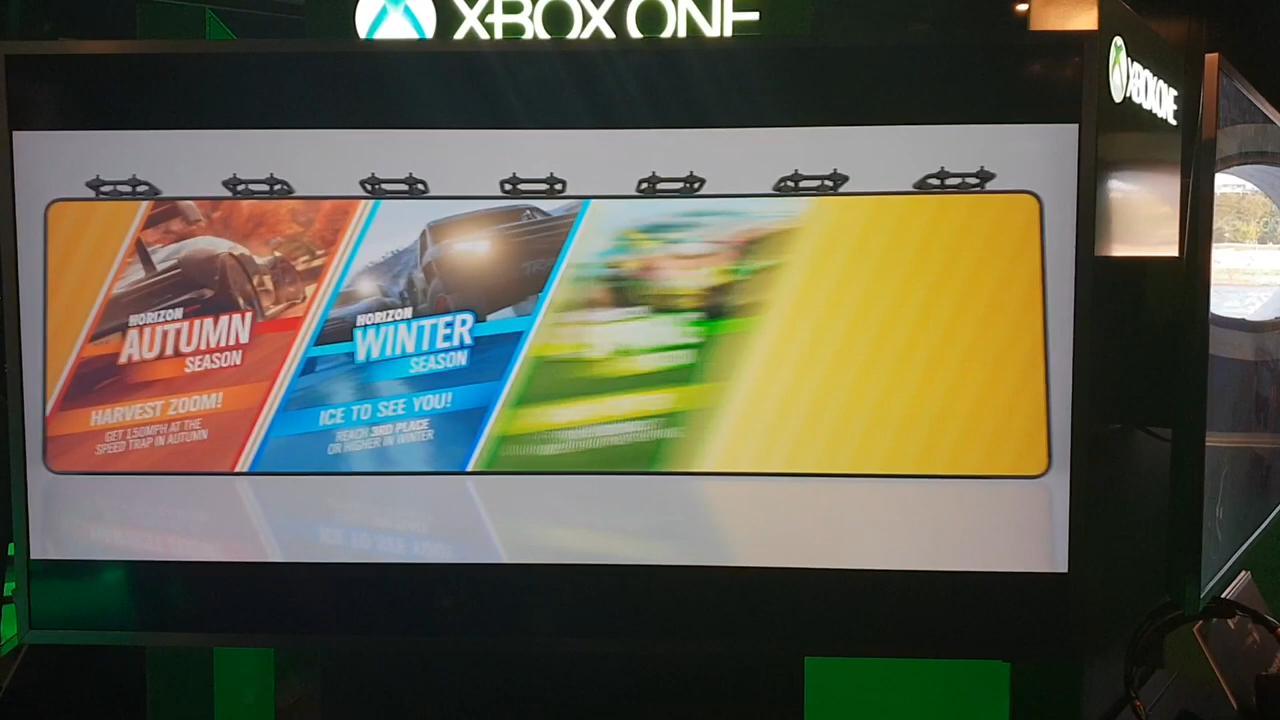 XBOX ONE
XBOX ONE
HORIZON
AUTUMN
SEASON
HARVEST ZOOM!
GET 150MPH AT THE
SPEED TRAP IN AUTUMN
HORIZON
WINTER
SEASON
ICE TO SEE YOU!
REACH 3RD PLACE
OR HIGHER IN WINTER